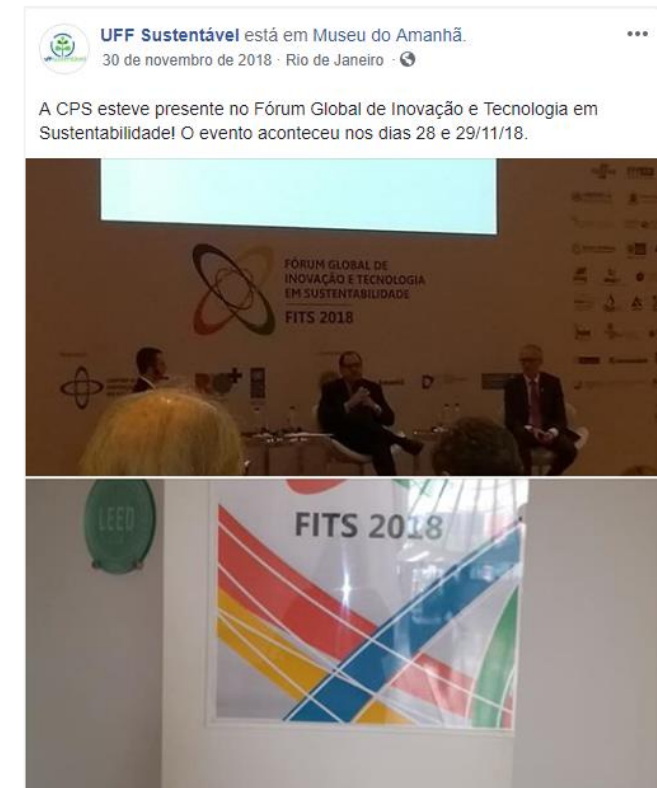 UFF Sustentável está em Museu do Amanhã.
30 de novembro de 2018 · Rio de Janeiro ·
A CPS esteve presente no Fórum Global de Inovação e Tecnologia em
Sustentabilidade! O evento aconteceu nos dias 28 e 29/11/18.
FÓRUM GLOBAL DE
INOVAÇÃO E TECNOLOGIA
EM SUSTENTABILIDADE
FITS 2018
LEED
FITS 2018